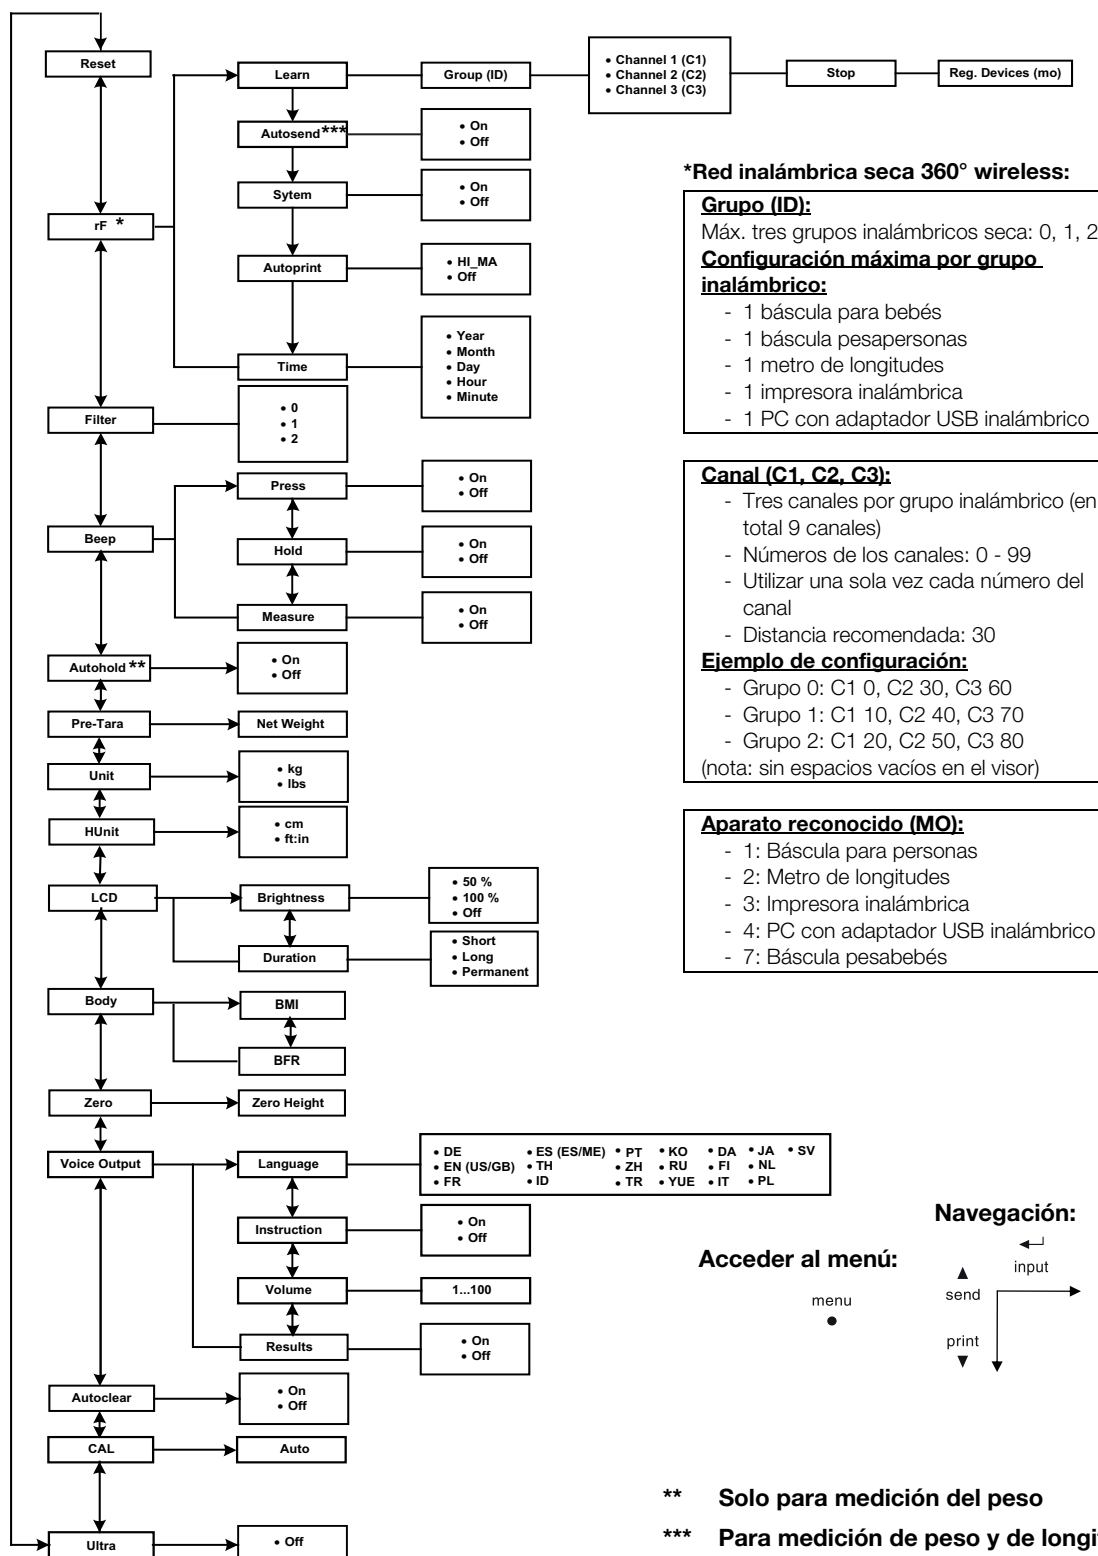 Reset
Learn
Group (ID)
• Channel 1 (C1)
• Channel 2 (C2)
• Channel 3 (C3)
Stop
Reg. Devices (mo)
Autosend***
• On
• Off
Sytem
• On
• Off
rF *
Autoprint
• HI_MA
• Off
Time
• Year
• Month
• Day
• Hour
• Minute
Filter
• 0
• 1
• 2
Beep
Press
• On
• Off
Hold
• On
• Off
Measure
• On
• Off
Autohold **
• On
• Off
Pre-Tara
Net Weight
Unit
• kg
• lbs
HUnit
• cm
• ft:in
LCD
Brightness
• 50 %
• 100 %
• Off
Duration
• Short
• Long
• Permanent
Body
BMI
BFR
Zero
Zero Height
Voice Output
Language
• DE • ES (ES/ME) • PT • KO • DA • JA • SV
• EN (US/GB) • TH • ZH • RU • FI • NL
• FR • ID • TR • YUE • IT • PL
Instruction
• On
• Off
Volume
1...100
Results
• On
• Off
Autoclear
• On
• Off
CAL
Auto
Ultra
• Off
*Red inalámbrica seca 360° wireless:
Grupo (ID):
Máx. tres grupos inalámbricos seca: 0, 1, 2
Configuración máxima por grupo
inalámbrico:
- 1 báscula para bebés
- 1 báscula pesapersonas
- 1 metro de longitudes
- 1 impresora inalámbrica
- 1 PC con adaptador USB inalámbrico
Canal (C1, C2, C3):
- Tres canales por grupo inalámbrico (en
total 9 canales)
- Números de los canales: 0 - 99
- Utilizar una sola vez cada número del
canal
- Distancia recomendada: 30
Ejemplo de configuración:
- Grupo 0: C1 0, C2 30, C3 60
- Grupo 1: C1 10, C2 40, C3 70
- Grupo 2: C1 20, C2 50, C3 80
(nota: sin espacios vacíos en el visor)
Aparato reconocido (MO):
- 1: Báscula para personas
- 2: Metro de longitudes
- 3: Impresora inalámbrica
- 4: PC con adaptador USB inalámbrico
- 7: Báscula pesabebés
Acceder al menú:
menu
Navegación:
input
send
print
** Solo para medición del peso
*** Para medición de peso y de longi